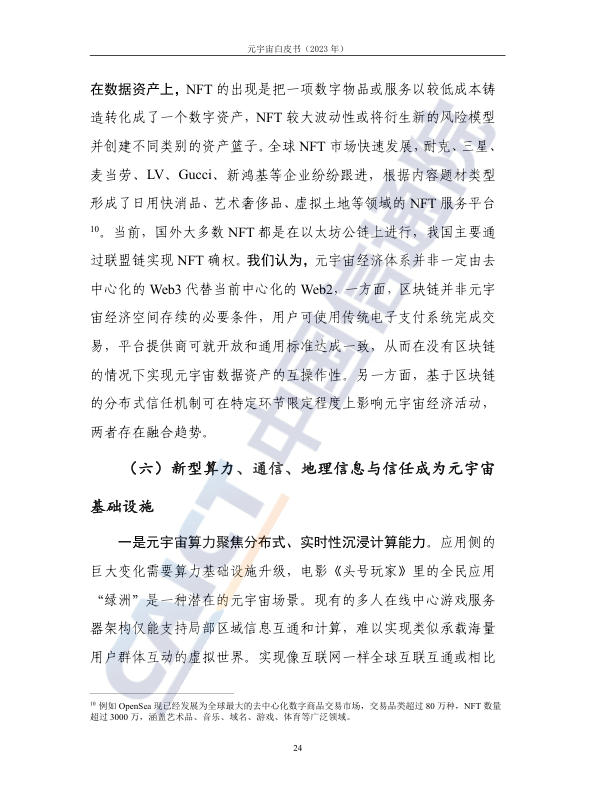 元宇宙白皮书（2023 年）
在数据资产上，NFT 的出现是把一项数字物品或服务以较低成本铸
造转化成了一个数字资产，NFT 较大波动性或将衍生新的风险模型
并创建不同类别的资产篮子。全球 NFT 市场快速发展，耐克、三星、
麦当劳、LV、Gucci、新鸿基等企业纷纷跟进，根据内容题材类型
形成了日用快消品、艺术奢侈品、虚拟土地等领域的 NFT 服务平台
10。当前，国外大多数 NFT 都是在以太坊公链上进行，我国主要通
过联盟链实现 NFT 确权。我们认为，元宇宙经济体系并非一定由去
中心化的 Web3 代替当前中心化的 Web2，一方面，区块链并非元宇
宙经济空间存续的必要条件，用户可使用传统电子支付系统完成交
易，平台提供商可就开放和通用标准达成一致，从而在没有区块链
的情况下实现元宇宙数据资产的互操作性。另一方面，基于区块链
的分布式信任机制可在特定环节限定程度上影响元宇宙经济活动，
两者存在融合趋势。
（六）新型算力、通信、地理信息与信任成为元宇宙
基础设施
一是元宇宙算力聚焦分布式、实时性沉浸计算能力。应用侧的
巨大变化需要算力基础设施升级，电影《头号玩家》里的全民应用
“绿洲”是一种潜在的元宇宙场景。现有的多人在线中心游戏服务
器架构仅能支持局部区域信息互通和计算，难以实现类似承载海量
用户群体互动的虚拟世界。实现像互联网一样全球互联互通或相比
10 例如 OpenSea 现已经发展为全球最大的去中心化数字商品交易市场，交易品类超过 80 万种，NFT 数量
超过 3000 万，涵盖艺术品、音乐、域名、游戏、体育等广泛领域。
24
CAICT 中国信通院